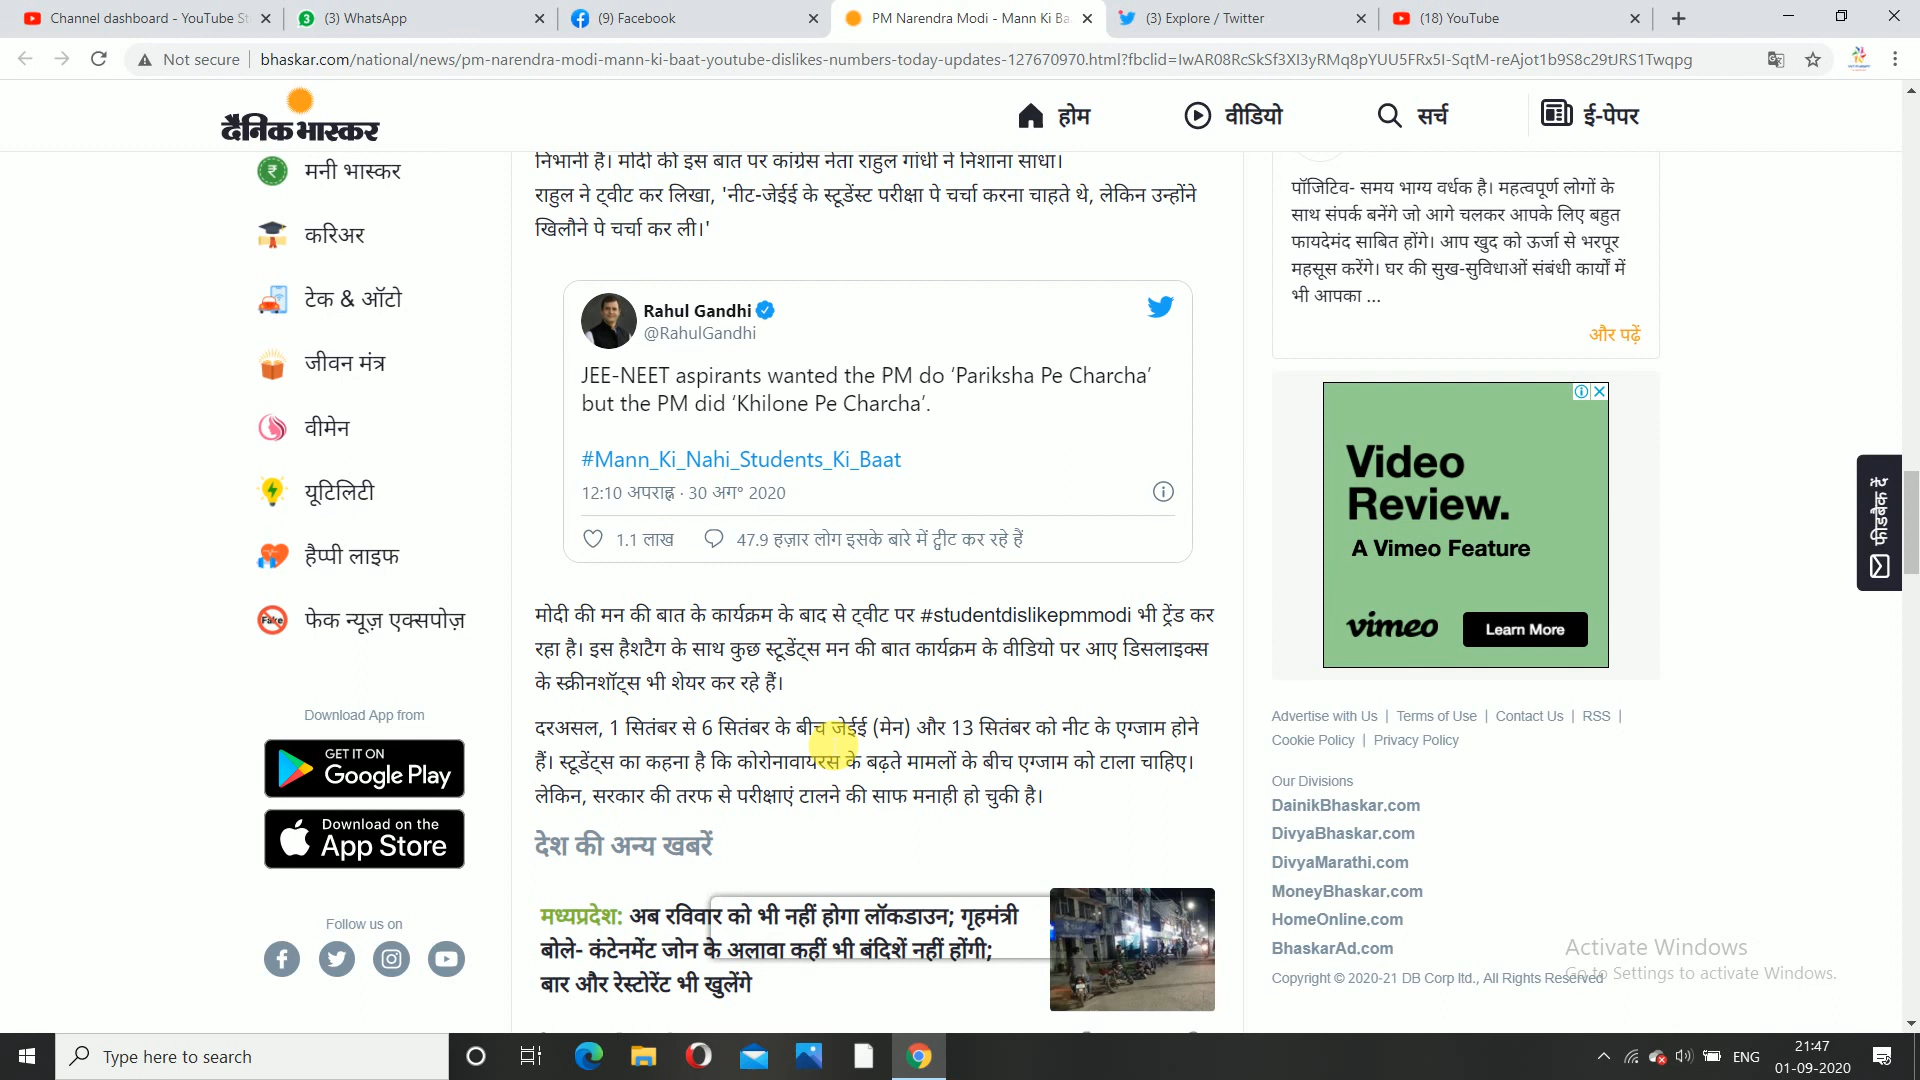 Channel dashboard - YouTube St
(3) WhatsApp
(9) Facebook
PM Narendra Modi - Mann Ki Ba
(3) Explore / Twitter
(18) YouTube
Not secure
bhaskar.com/national/news/pm-narendra-modi-mann-ki-baat-youtube-dislikes-numbers-today-updates-127670970.html?fbclid=IwAR08RcSkSf3XI3yRMq8pYUU5FRx5I-SqtM-reAjot1b9S8c29tJRS1Twqpg
दैनिक भास्कर
होम
वीडियो
सर्च
ई-पेपर
मनी भास्कर
करिअर
टेक & ऑटो
जीवन मंत्र
वीमेन
यूटिलिटी
हैप्पी लाइफ
Fake
फेक न्यूज़ एक्सपोज़
Download App from
GET IT ON
Google Play
Download on the
App Store
Follow us on
निभानी है। मोदी की इस बात पर कांग्रेस नेता राहुल गांधी ने निशाना साधा।
राहुल ने ट्वीट कर लिखा, 'नीट-जेईई के स्टूडेंस्ट परीक्षा पे चर्चा करना चाहते थे, लेकिन उन्होंने
खिलौने पे चर्चा कर ली।'
Rahul Gandhi
@RahulGandhi
JEE-NEET aspirants wanted the PM do ‘Pariksha Pe Charcha’
but the PM did ‘Khilone Pe Charcha’.
#Mann_Ki_Nahi_Students_Ki_Baat
12:10 अपराह्न · 30 अग॰ 2020
1.1 लाख
47.9 हज़ार लोग इसके बारे में ट्वीट कर रहे हैं
मोदी की मन की बात के कार्यक्रम के बाद से ट्वीट पर #studentdislikepmmodi भी ट्रेंड कर
रहा है। इस हैशटैग के साथ कुछ स्टूडेंट्स मन की बात कार्यक्रम के वीडियो पर आए डिसलाइक्स
के स्क्रीनशॉट्स भी शेयर कर रहे हैं।
दरअसल, 1 सितंबर से 6 सितंबर के बीच जेईई (मेन) और 13 सितंबर को नीट के एग्जाम होने
हैं। स्टूडेंट्स का कहना है कि कोरोनावायरस के बढ़ते मामलों के बीच एग्जाम को टाला चाहिए।
लेकिन, सरकार की तरफ से परीक्षाएं टालने की साफ मनाही हो चुकी है।
देश की अन्य खबरें
मध्यप्रदेश: अब रविवार को भी नहीं होगा लॉकडाउन; गृहमंत्री
बोले- कंटेनमेंट जोन के अलावा कहीं भी बंदिशें नहीं होंगी;
बार और रेस्टोरेंट भी खुलेंगे
पॉजिटिव- समय भाग्य वर्धक है। महत्वपूर्ण लोगों के
साथ संपर्क बनेंगे जो आगे चलकर आपके लिए बहुत
फायदेमंद साबित होंगे। आप खुद को ऊर्जा से भरपूर
महसूस करेंगे। घर की सुख-सुविधाओं संबंधी कार्यों में
भी आपका ...
और पढ़ें
Video
Review.
A Vimeo Feature
vimeo
Learn More
फीडबैक दें
Advertise with Us | Terms of Use | Contact Us | RSS |
Cookie Policy | Privacy Policy
Our Divisions
DainikBhaskar.com
DivyaBhaskar.com
DivyaMarathi.com
MoneyBhaskar.com
HomeOnline.com
BhaskarAd.com
Copyright © 2020-21 DB Corp ltd., All Rights Reserved
Activate Windows
Go to Settings to activate Windows.
Type here to search
ENG
21:47
01-09-2020